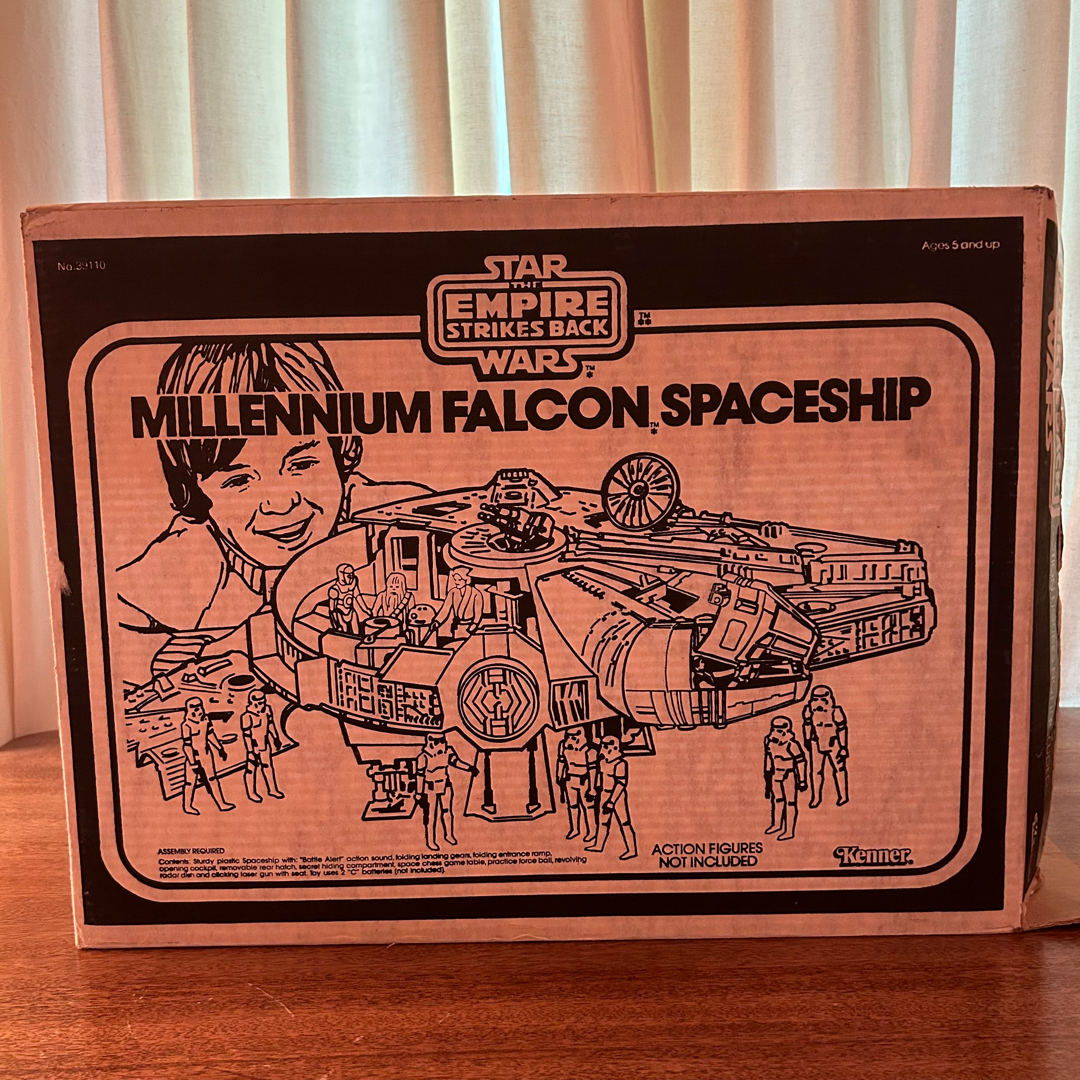 No.39110
Ages 5 and up
STAR
THE
EMPIRE
STRIKES BACK
WARS
TM
**
TM
*
MILLENNIUM FALCON SPACESHIP
TM
*
ASSEMBLY REQUIRED
Contents: Sturdy plastic Spaceship with: "Battle Alert" action sound, folding landing gears, folding entrance ramp,
opening cockpit, removable rear hatch, secret hiding compartment, space chess game table, practice force ball, revolving
radar dish and clicking laser gun with seat. Toy uses 2 "C" batteries (not included).
ACTION FIGURES
NOT INCLUDED
Kenner.